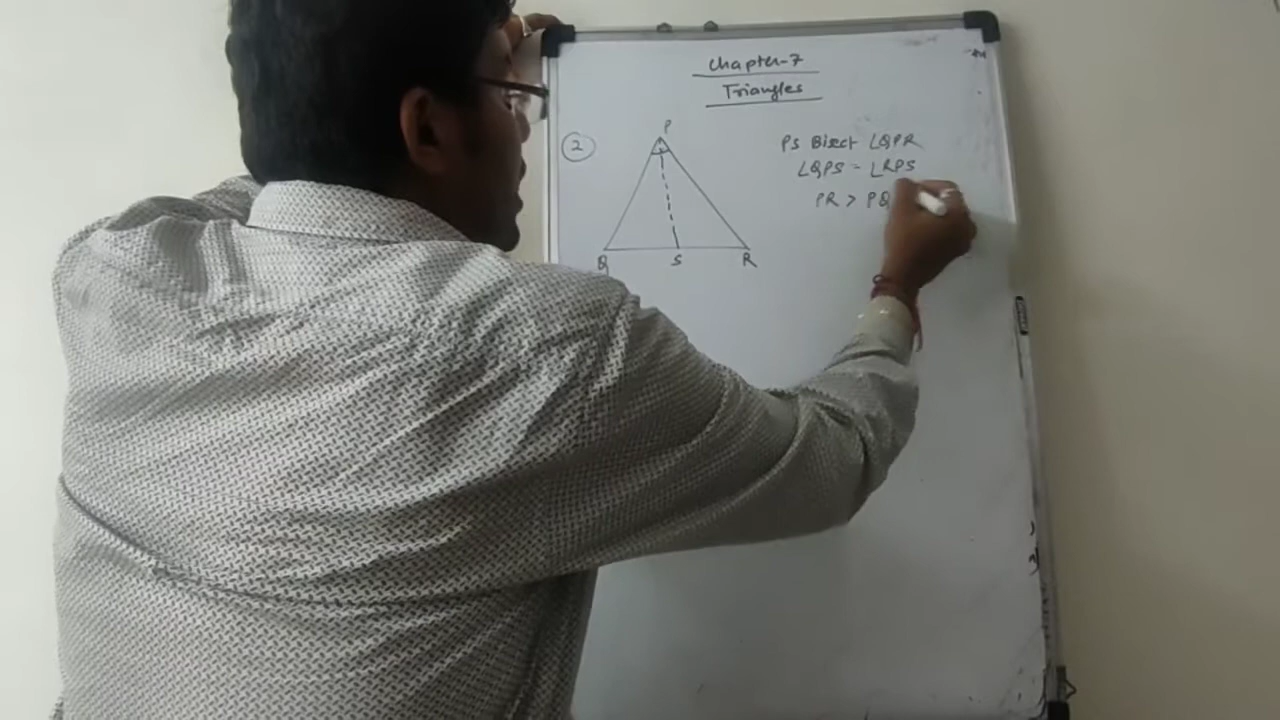 Chapter-7
Triangles
2
P
Q
S
R
PS Bisect ∠QPR
∠QPS = ∠RPS
PR > PQ